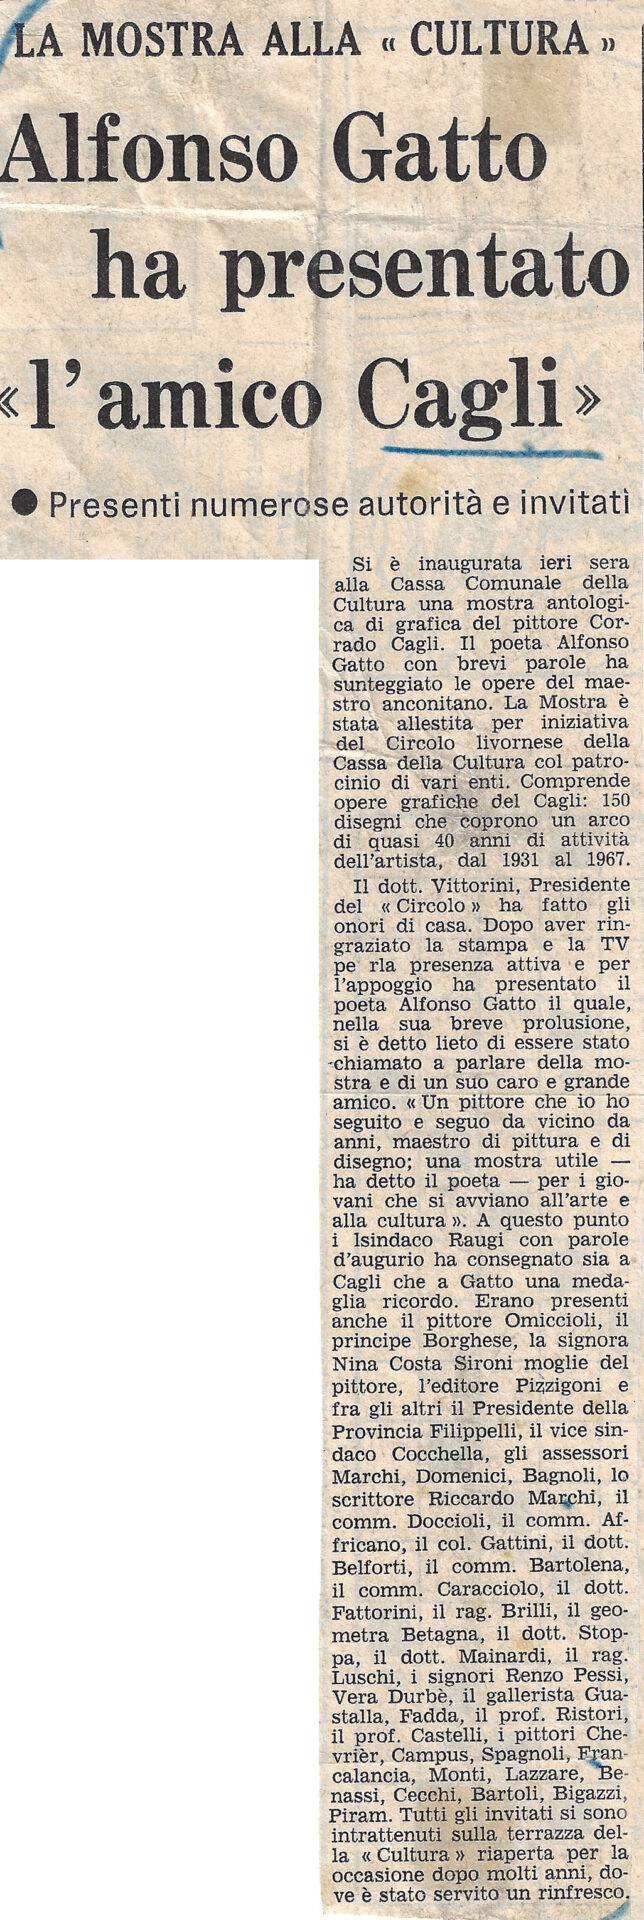 LA MOSTRA ALLA « CULTURA »
Alfonso Gatto
ha presentato
«l'amico Cagli»
● Presenti numerose autorità e invitati
Si è inaugurata ieri sera
alla Cassa Comunale della
Cultura una mostra antologi-
ca di grafica del pittore Cor-
rado Cagli. Il poeta Alfonso
Gatto con brevi parole ha
sunteggiato le opere del mae-
stro anconitano. La Mostra è
stata allestita per iniziativa
del Circolo livornese della
Cassa della Cultura col patro-
cinio di vari enti. Comprende
opere grafiche del Cagli: 150
disegni che coprono un arco
di quasi 40 anni di attività
dell'artista, dal 1931 al 1967.
Il dott. Vittorini, Presidente
del « Circolo » ha fatto gli
onori di casa. Dopo aver rin-
graziato la stampa e la TV
pe rla presenza attiva e per
l'appoggio ha presentato il
poeta Alfonso Gatto il quale,
nella sua breve prolusione,
si è detto lieto di essere stato
chiamato a parlare della mo-
stra e di un suo caro e grande
amico. « Un pittore che io ho
seguito e seguo da vicino da
anni, maestro di pittura e di
disegno; una mostra utile —
ha detto il poeta — per i gio-
vani che si avviano all'arte e
alla cultura ». A questo punto
i lsindaco Raugi con parole
d'augurio ha consegnato sia a
Cagli che a Gatto una meda-
glia ricordo. Erano presenti
anche il pittore Omiccioli, il
principe Borghese, la signora
Nina Costa Sironi moglie del
pittore, l'editore Pizzigoni e
fra gli altri il Presidente della
Provincia Filippelli, il vice sin-
daco Cocchella, gli assessori
Marchi, Domenici, Bagnoli, lo
scrittore Riccardo Marchi, il
comm. Doccioli, il comm. Af-
fricano, il col. Gattini, il dott.
Belforti, il comm. Bartolena,
il comm. Caracciolo, il dott.
Fattorini, il rag. Brilli, il geo-
metra Betagna, il dott. Stop-
pa, il dott. Mainardi, il rag.
Luschi, i signori Renzo Pessi,
Vera Durbè, il gallerista Gua-
stalla, Fadda, il prof. Ristori,
il prof. Castelli, i pittori Che-
vrièr, Campus, Spagnoli, Fran-
calancia, Monti, Lazzare, Be-
nassi, Cecchi, Bartoli, Bigazzi,
Piram. Tutti gli invitati si sono
intrattenuti sulla terrazza del-
la « Cultura » riaperta per la
occasione dopo molti anni, do-
ve è stato servito un rinfresco.